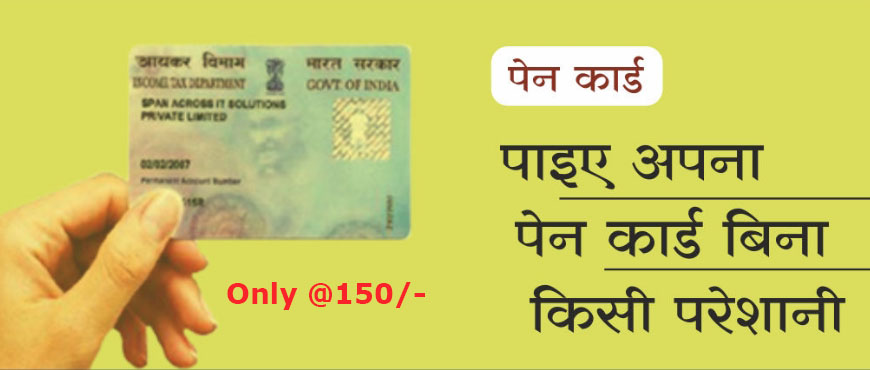 आयकर विभाग
भारत सरकार
INCOME TAX DEPARTMENT
GOVT. OF INDIA
SPAN ACROSS IT SOLUTIONS
PRIVATE LIMITED
02/02/2007
Permanent Account Number
Only @150/-
पेन कार्ड
पाइए अपना
पेन कार्ड बिना
किसी परेशानी